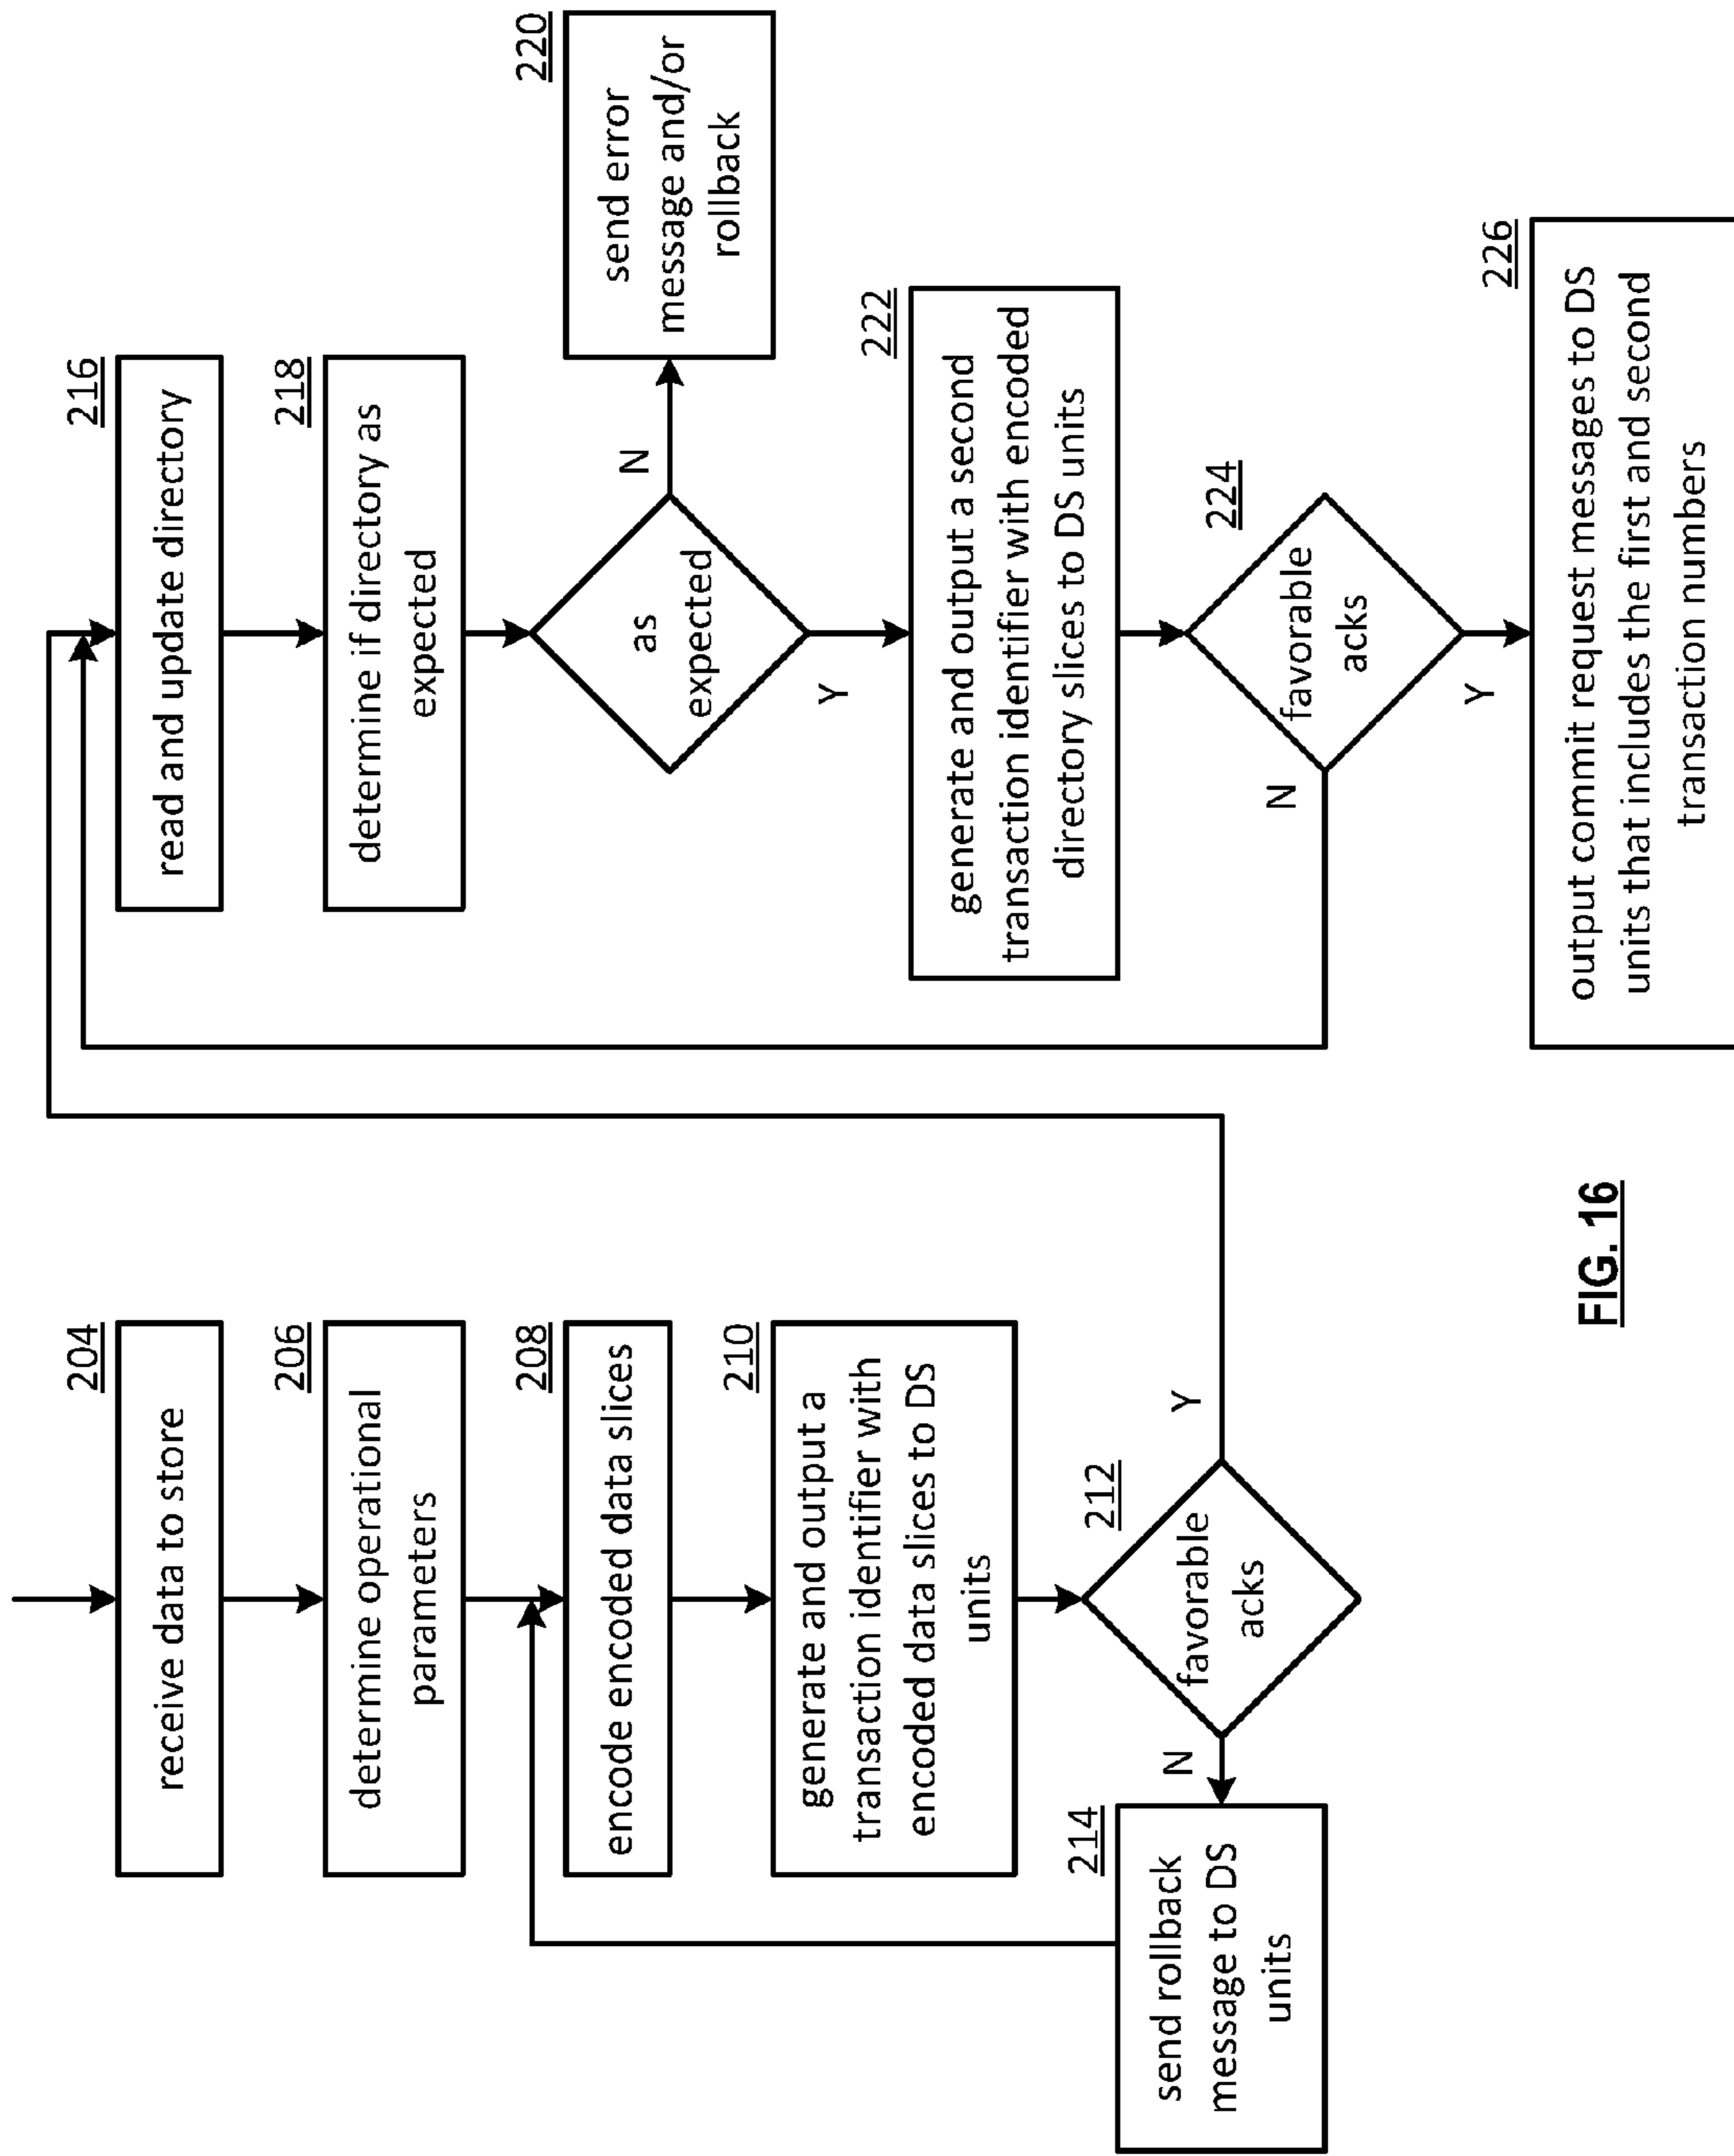 204
receive data to store
206
determine operational
parameters
208
encode encoded data slices
210
generate and output a
transaction identifier with
encoded data slices to DS
units
212
favorable
acks
N
Y
214
send rollback
message to DS
units
216
read and update directory
218
determine if directory as
expected
as
expected
N
Y
220
send error
message and/or
rollback
222
generate and output a second
transaction identifier with encoded
directory slices to DS units
224
favorable
acks
N
Y
226
output commit request messages to DS
units that includes the first and second
transaction numbers
FIG. 16